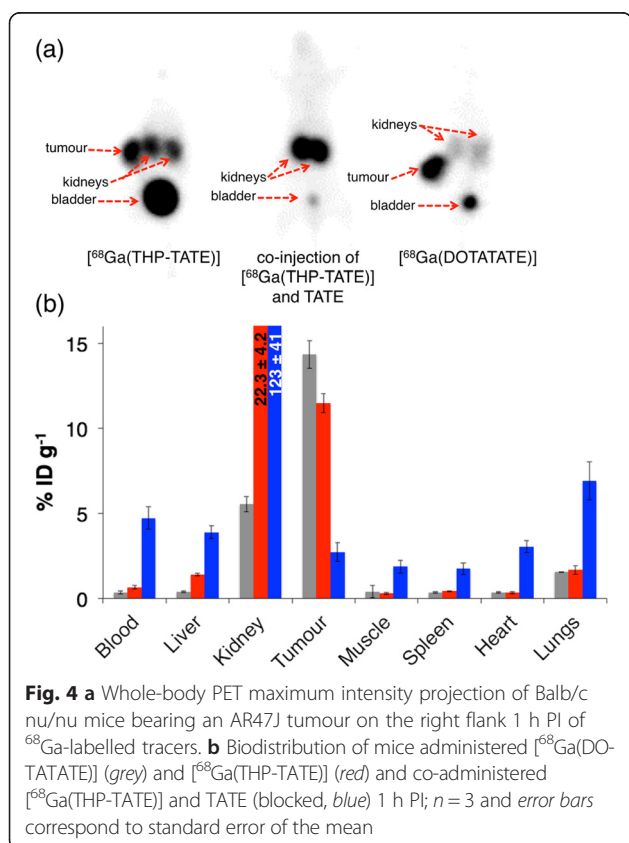 (a)
kidneys
tumour
kidneys
tumour
bladder
kidneys
bladder
bladder
[⁶⁸Ga(THP-TATE)]
co-injection of
[⁶⁸Ga(THP-TATE)]
and TATE
[⁶⁸Ga(DOTATATE)]
(b)
% ID g⁻¹
15
10
5
0
22.3 ± 4.2
123 ± 41
Blood
Liver
Kidney
Tumour
Muscle
Spleen
Heart
Lungs
Fig. 4 a Whole-body PET maximum intensity projection of Balb/c
nu/nu mice bearing an AR47J tumour on the right flank 1 h PI of
⁶⁸Ga-labelled tracers. b Biodistribution of mice administered [⁶⁸Ga(DO-
TATATE)] (grey) and [⁶⁸Ga(THP-TATE)] (red) and co-administered
[⁶⁸Ga(THP-TATE)] and TATE (blocked, blue) 1 h PI; n = 3 and error bars
correspond to standard error of the mean